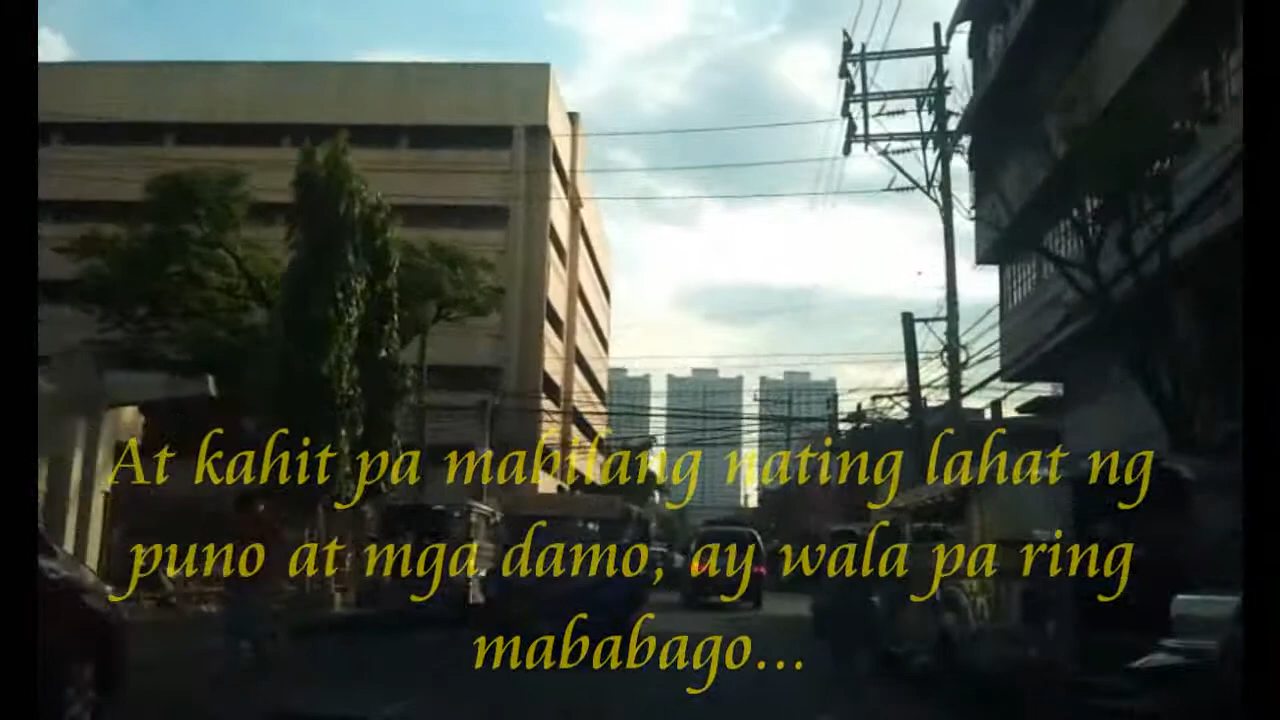 At kahit pa mabilang nating lahat ng
puno at mga damo, ay wala pa ring
mababago...